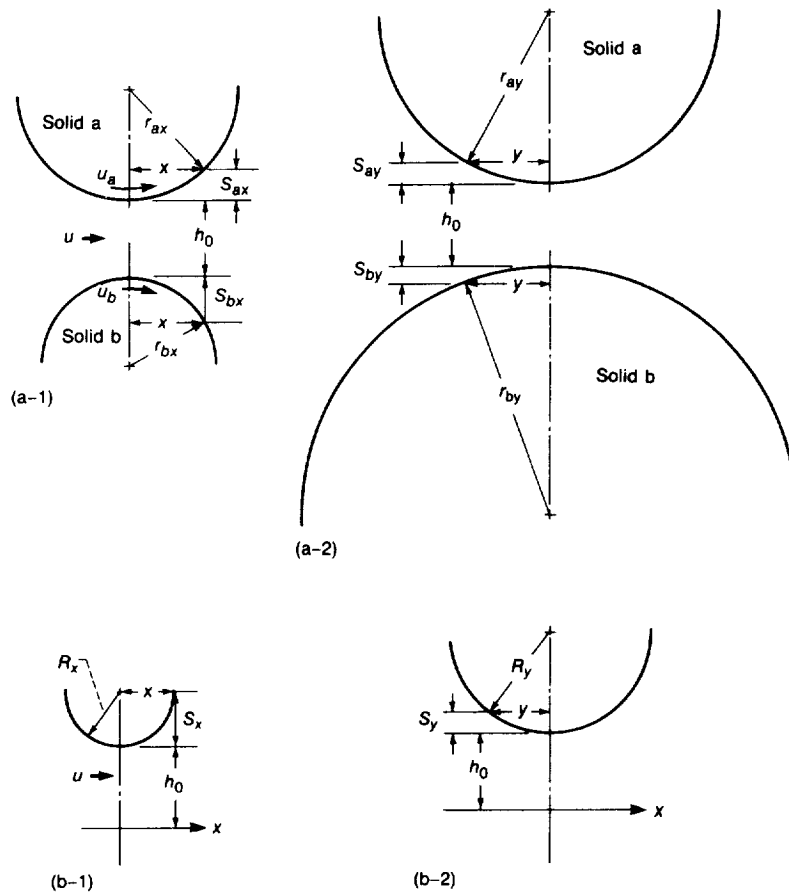 Solid a
r_ax
x
S_ax
u_a
h_0
u
u_b
S_bx
x
Solid b
r_bx
(a-1)
Solid a
r_ay
y
S_ay
h_0
S_by
y
Solid b
r_by
(a-2)
R_x
x
S_x
u
h_0
x
(b-1)
R_y
S_y
y
h_0
x
(b-2)